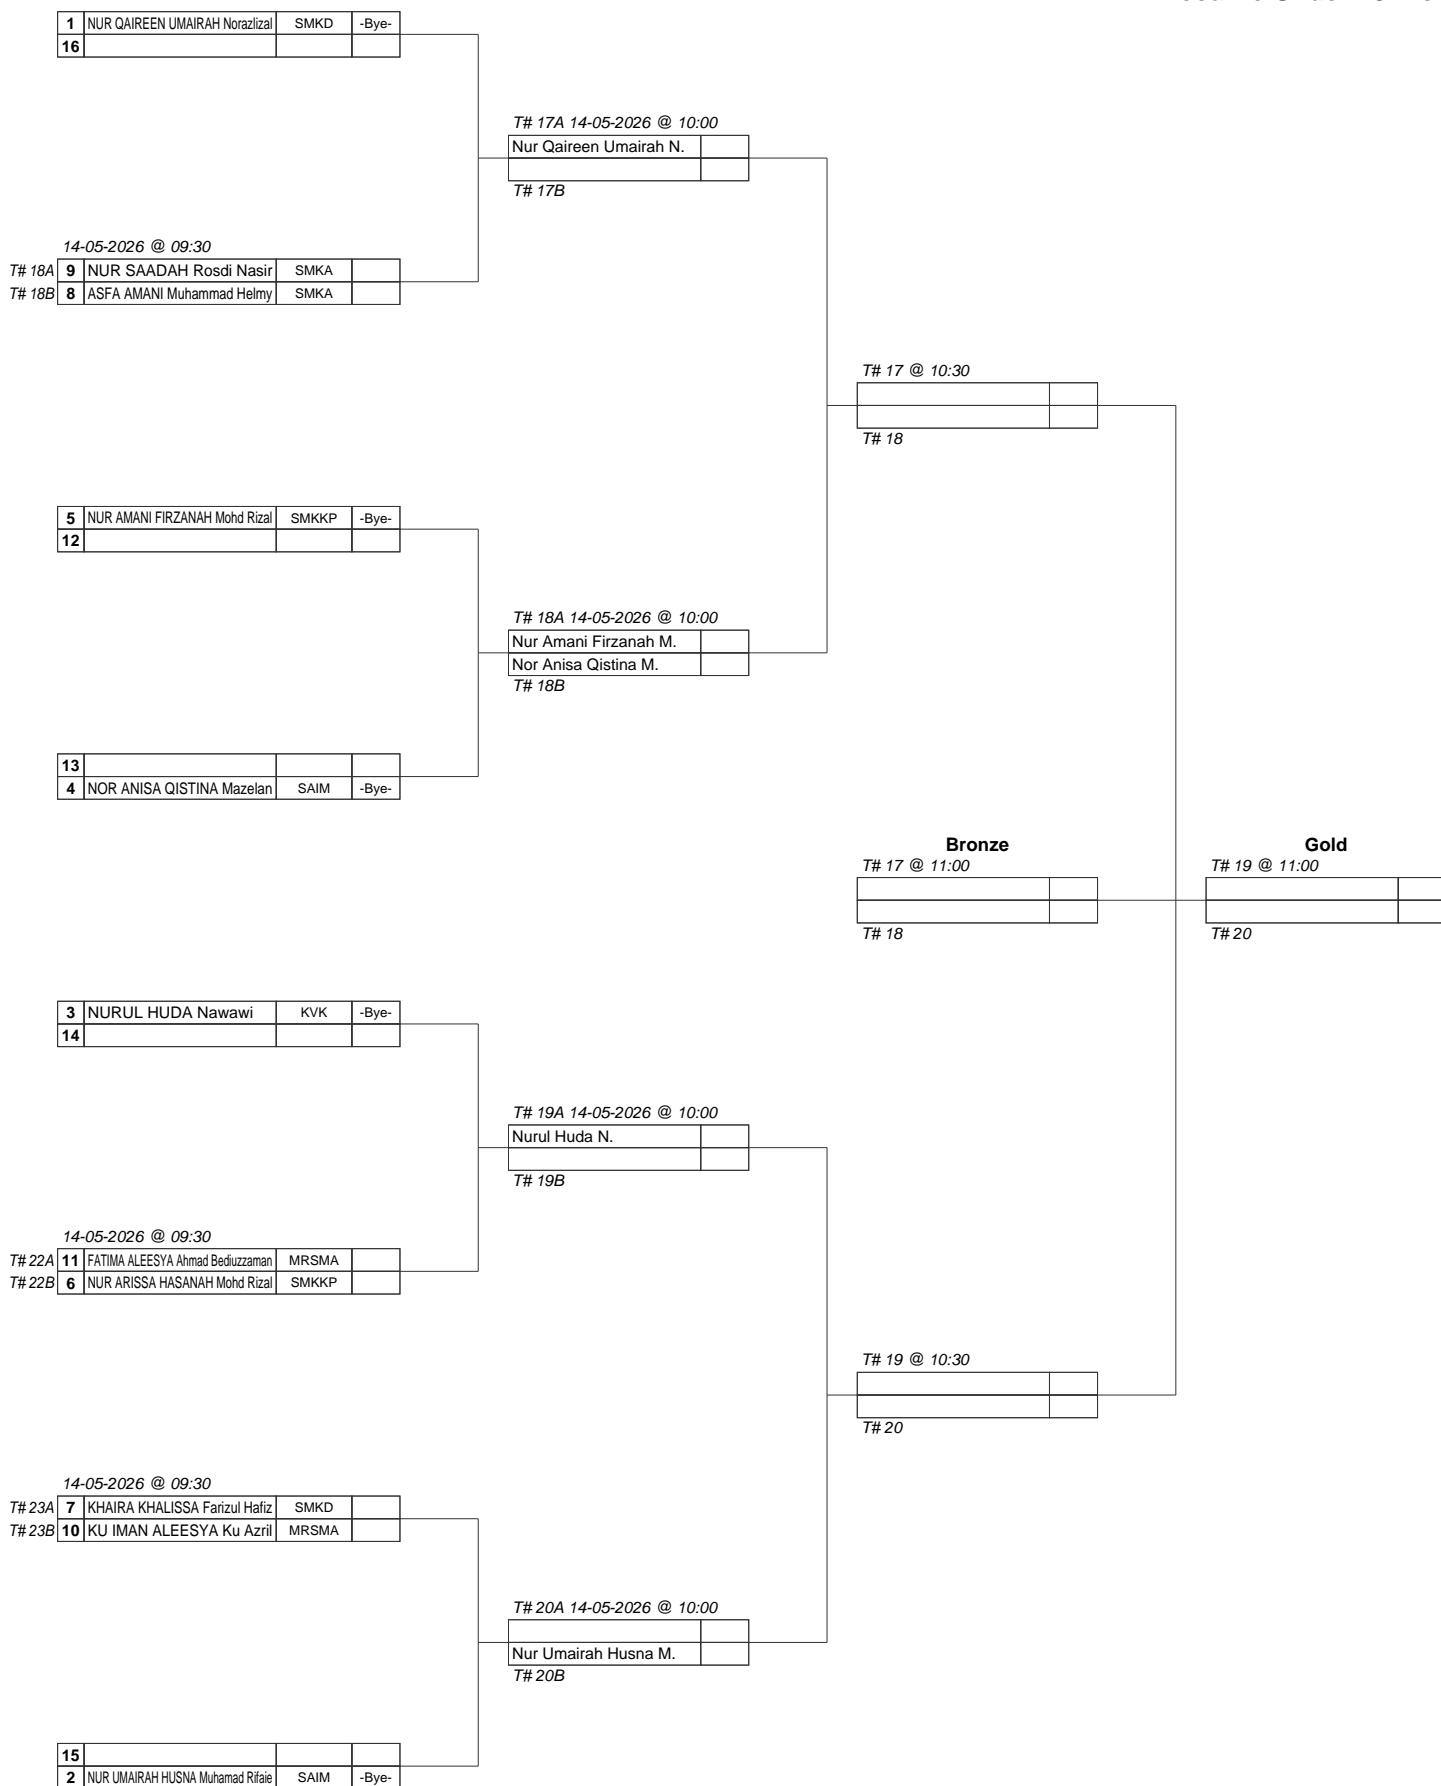 1 NUR QAIREEN UMAIRAH Norazlizal SMKD -Bye-
16
T# 17A 14-05-2026 @ 10:00
Nur Qaireen Umairah N.
T# 17B
14-05-2026 @ 09:30
T# 18A 9 NUR SAADAH Rosdi Nasir SMKA
T# 18B 8 ASFA AMANI Muhammad Helmy SMKA
T# 17 @ 10:30
T# 18
5 NUR AMANI FIRZANAH Mohd Rizal SMKKP -Bye-
12
T# 18A 14-05-2026 @ 10:00
Nur Amani Firzanah M.
Nor Anisa Qistina M.
T# 18B
13
4 NOR ANISA QISTINA Mazelan SAIM -Bye-
Bronze
T# 17 @ 11:00
T# 18
Gold
T# 19 @ 11:00
T# 20
3 NURUL HUDA Nawawi KVK -Bye-
14
T# 19A 14-05-2026 @ 10:00
Nurul Huda N.
T# 19B
14-05-2026 @ 09:30
T# 22A 11 FATIMA ALEESYA Ahmad Bediuzzaman MRSMA
T# 22B 6 NUR ARISSA HASANAH Mohd Rizal SMKKP
T# 19 @ 10:30
T# 20
14-05-2026 @ 09:30
T# 23A 7 KHAIRA KHALISSA Farizul Hafiz SMKD
T# 23B 10 KU IMAN ALEESYA Ku Azril MRSMA
T# 20A 14-05-2026 @ 10:00
Nur Umairah Husna M.
T# 20B
15
2 NUR UMAIRAH HUSNA Muhamad Rifaie SAIM -Bye-